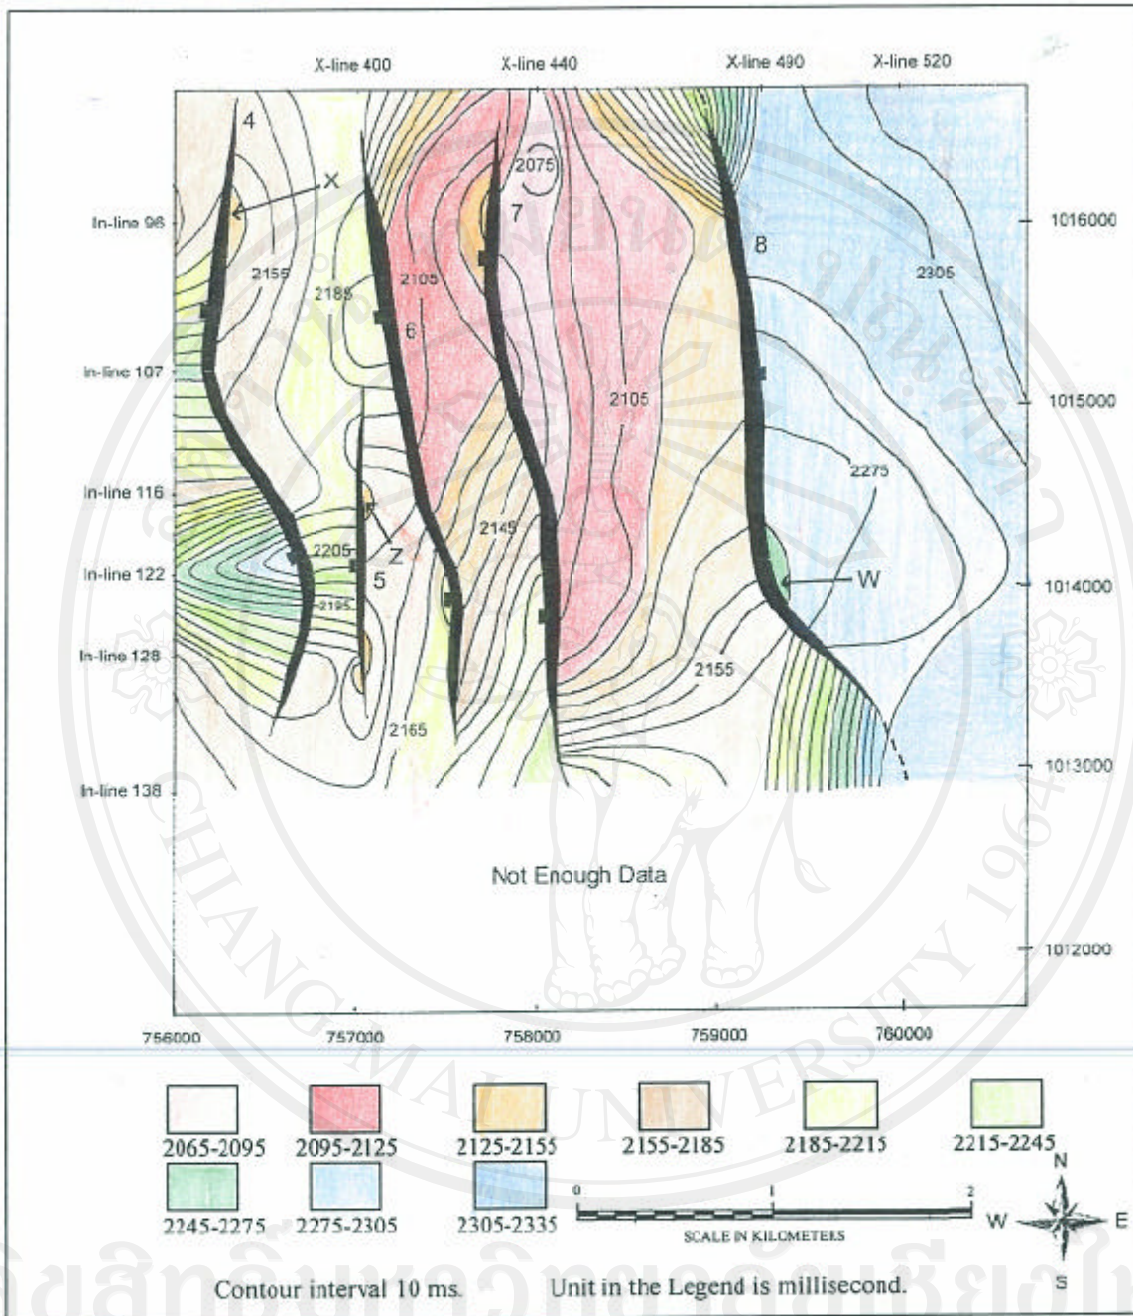 X-line 400 X-line 440 X-line 490 X-line 520
4
X
2075
In-line 96
7
1016000
8
2155
2185
2105
2305
6
In-line 107
2105
1015000
2275
In-line 116
2145
2205
Z
In-line 122
5
W
1014000
2195
In-line 128
2155
2165
In-line 138
1013000
Not Enough Data
1012000
756000 757000 758000 759000 760000
CHIANG MAI UNIVERSITY 1964
2065-2095 2095-2125 2125-2155 2155-2185 2185-2215 2215-2245
2245-2275 2275-2305 2305-2335
0 1 2
SCALE IN KILOMETERS
N
W E
S
Contour interval 10 ms. Unit in the Legend is millisecond.